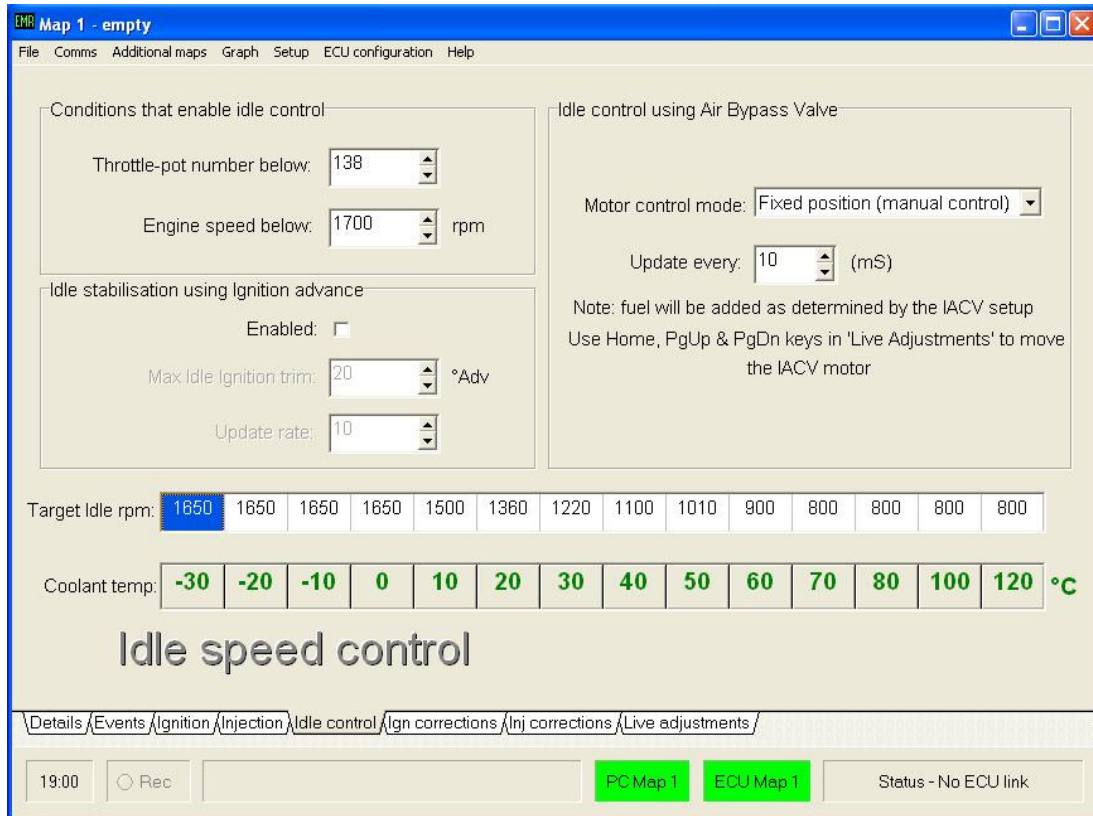 EMR Map 1 - empty
File Comms Additional maps Graph Setup ECU configuration Help
Conditions that enable idle control
Throttle-pot number below: 138
Engine speed below: 1700 rpm
Idle stabilisation using Ignition advance
Enabled:
Max Idle Ignition trim: 20 °Adv
Update rate: 10
Idle control using Air Bypass Valve
Motor control mode: Fixed position (manual control)
Update every: 10 (mS)
Note: fuel will be added as determined by the IACV setup
Use Home, PgUp & PgDn keys in 'Live Adjustments' to move
the IACV motor
Target Idle rpm: 1650 1650 1650 1650 1500 1360 1220 1100 1010 900 800 800 800 800
Coolant temp: -30 -20 -10 0 10 20 30 40 50 60 70 80 100 120 °C
Idle speed control
Details Events Ignition Injection Idle control Ign corrections Inj corrections Live adjustments
19:00 Rec PC Map 1 ECU Map 1 Status - No ECU link